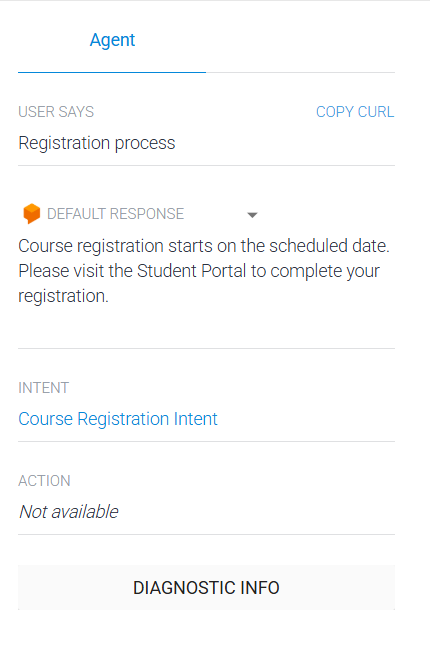 Agent
USER SAYS COPY CURL
Registration process
DEFAULT RESPONSE
Course registration starts on the scheduled date.
Please visit the Student Portal to complete your
registration.
INTENT
Course Registration Intent
ACTION
Not available
DIAGNOSTIC INFO